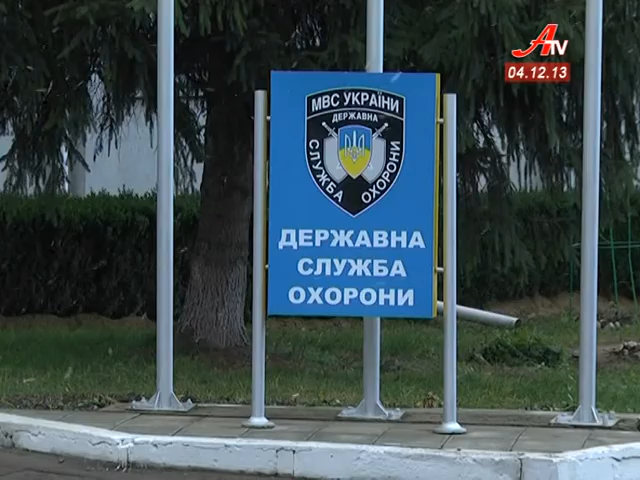 ATV
04.12.13
МВС УКРАЇНИ
ДЕРЖАВНА
СЛУЖБА ОХОРОНИ
ДЕРЖАВНА
СЛУЖБА
ОХОРОНИ